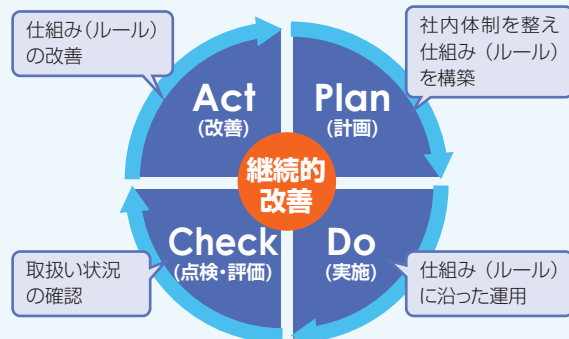 仕組み（ルール）
の改善
社内体制を整え
仕組み（ルール）
を構築
Act
(改善)
Plan
(計画)
継続的
改善
Check
(点検・評価)
Do
(実施)
取扱い状況
の確認
仕組み（ルール）
に沿った運用